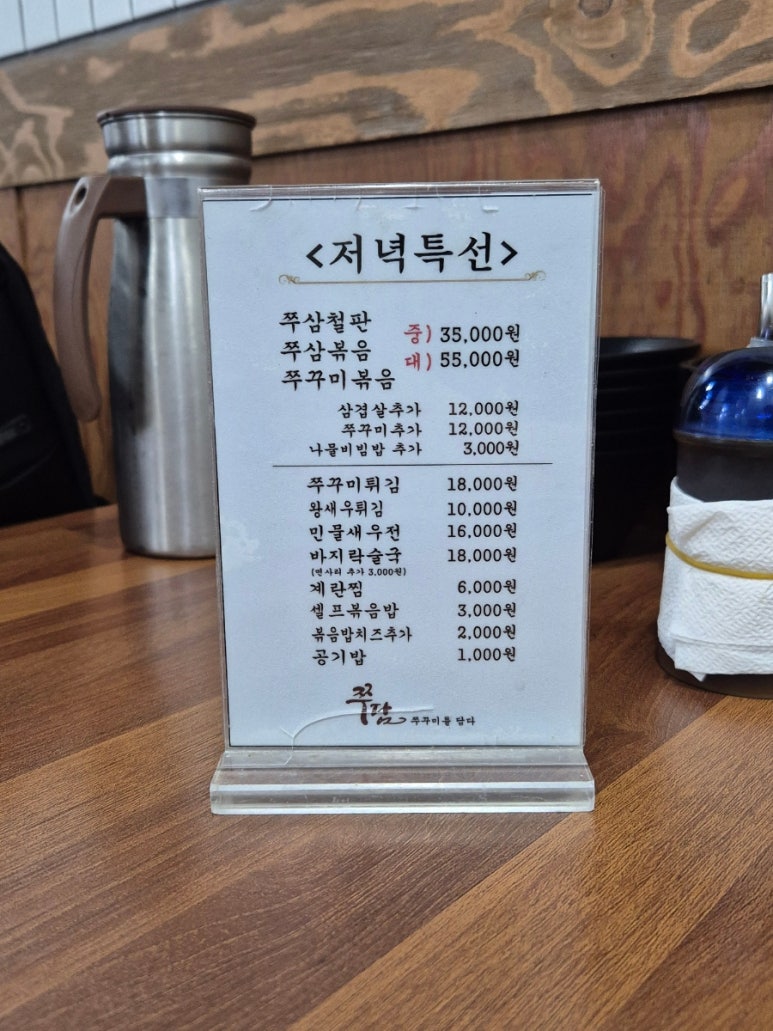 <저녁특선>
쭈삼철판
쭈삼볶음
쭈꾸미볶음
중) 35,000원
대) 55,000원
삼겹살추가 12,000원
쭈꾸미추가 12,000원
나물비빔밥 추가 3,000원
쭈꾸미튀김 18,000원
왕새우튀김 10,000원
민물새우전 16,000원
바지락술국 18,000원
(면사리 추가 3,000원)
계란찜 6,000원
셀프볶음밥 3,000원
볶음밥치즈추가 2,000원
공기밥 1,000원
쭈담 쭈꾸미를 담다